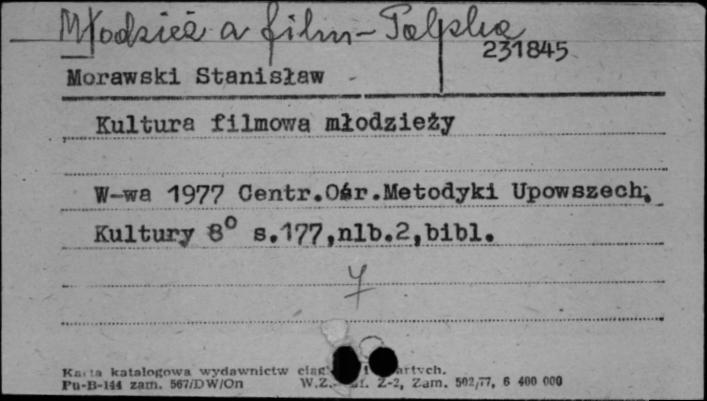 Młodzież a film - Polska
231845
Morawski Stanisław
Kultura filmowa młodzieży
W-wa 1977 Centr.Ośr.Metodyki Upowszech.
Kultury 8° s.177,nlb.2,bibl.
Karta katalogowa wydawnictw
Pu-B-144 zam. 567/DW/On W.Z. Z-2, Zam. 502/77, 6 400 000